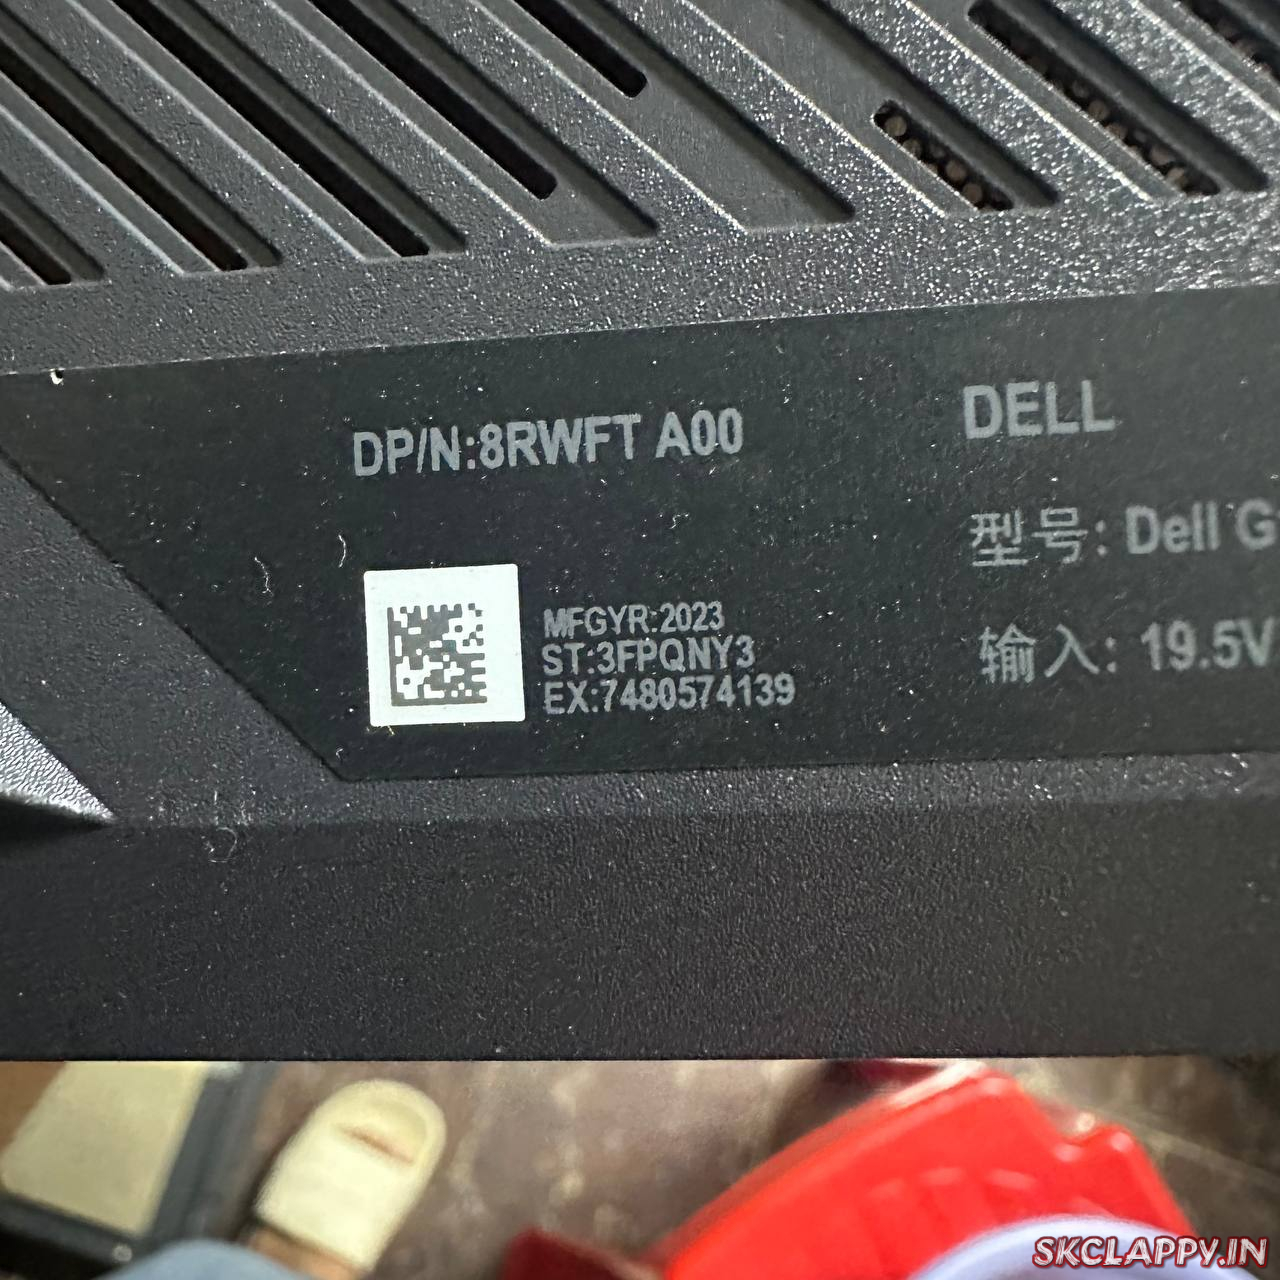 DP/N:8RWFT A00
MFGYR:2023
ST:3FPQNY3
EX:7480574139
DELL
型号: Dell G
输入: 19.5V
SKCLAPPY.IN